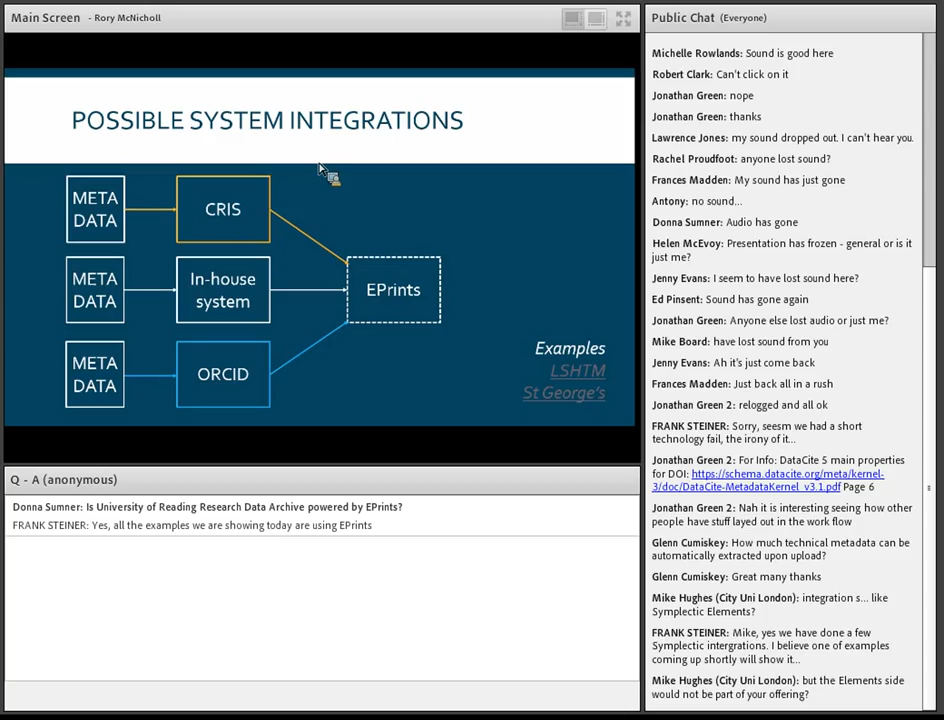 Main Screen - Rory McNicholl
POSSIBLE SYSTEM INTEGRATIONS
META
DATA
CRIS
META
DATA
In-house
system
EPrints
META
DATA
ORCID
Examples
LSHTM
St George's
Q - A (anonymous)
Donna Sumner: Is University of Reading Research Data Archive powered by EPrints?
FRANK STEINER: Yes, all the examples we are showing today are using EPrints
Public Chat (Everyone)
Michelle Rowlands: Sound is good here
Robert Clark: Can't click on it
Jonathan Green: nope
Jonathan Green: thanks
Lawrence Jones: my sound dropped out. I can't hear you.
Rachel Proudfoot: anyone lost sound?
Frances Madden: My sound has just gone
Antony: no sound...
Donna Sumner: Audio has gone
Helen McEvoy: Presentation has frozen - general or is it
just me?
Jenny Evans: I seem to have lost sound here?
Ed Pinsent: Sound has gone again
Jonathan Green: Anyone else lost audio or just me?
Mike Board: have lost sound from you
Jenny Evans: Ah it's just come back
Frances Madden: Just back all in a rush
Jonathan Green 2: relogged and all ok
FRANK STEINER: Sorry, seesm we had a short
technology fail, the irony of it...
Jonathan Green 2: For Info: DataCite 5 main properties
for DOI: https://schema.datacite.org/meta/kernel-
3/doc/DataCite-MetadataKernel_v3.1.pdf Page 6
Jonathan Green 2: Nah it is interesting seeing how other
people have stuff layed out in the work flow
Glenn Cumiskey: How much technical metadata can be
automatically extracted upon upload?
Glenn Cumiskey: Great many thanks
Mike Hughes (City Uni London): integration s... like
Symplectic Elements?
FRANK STEINER: Mike, yes we have done a few
Symplectic intergrations. I believe one of examples
coming up shortly will show it...
Mike Hughes (City Uni London): but the Elements side
would not be part of your offering?